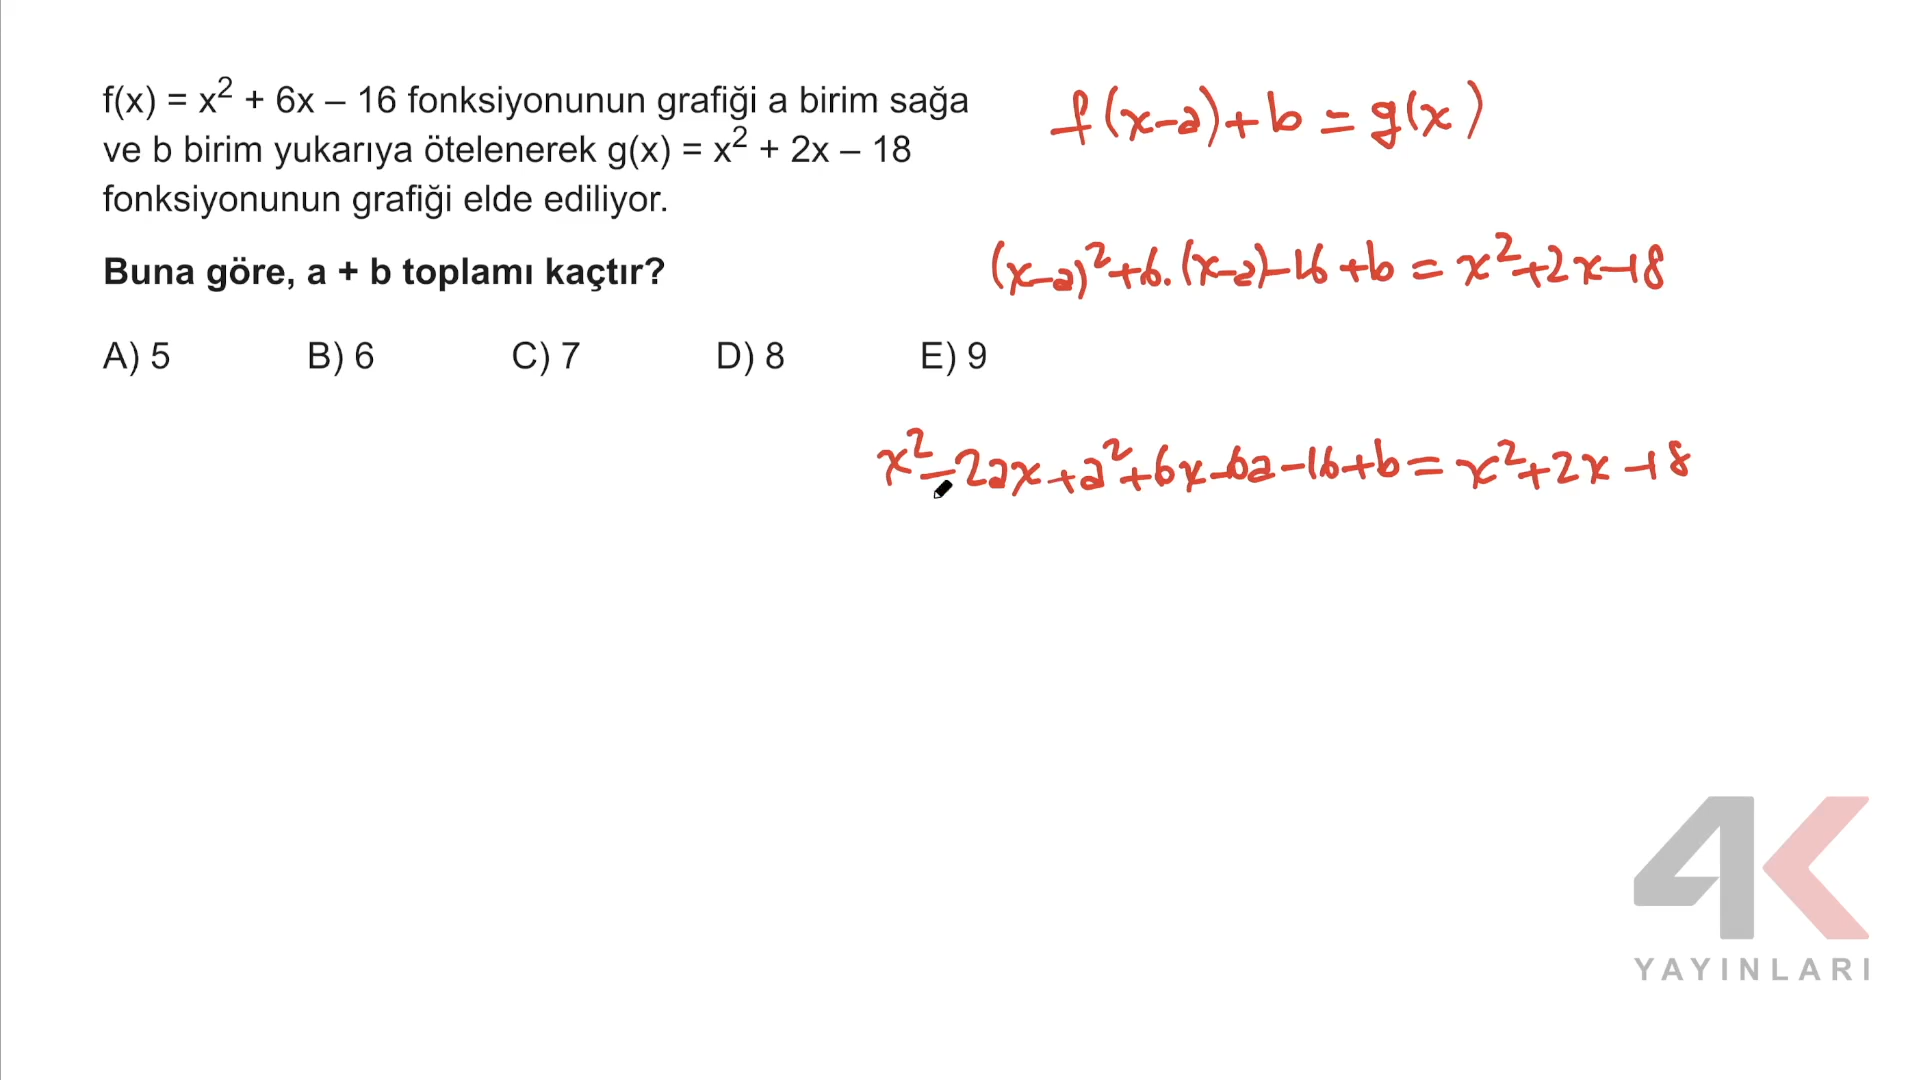 f(x) = x² + 6x – 16 fonksiyonunun grafiği a birim sağa
ve b birim yukarıya ötelenerek g(x) = x² + 2x – 18
fonksiyonunun grafiği elde ediliyor.
Buna göre, a + b toplamı kaçtır?
A) 5 B) 6 C) 7 D) 8 E) 9
f(x-a)+b = g(x)
(x-a)²+6.(x-a)-16+b = x²+2x-18
x²-2ax+a²+6x-6a-16+b = x²+2x-18
4K
YAYINLARI